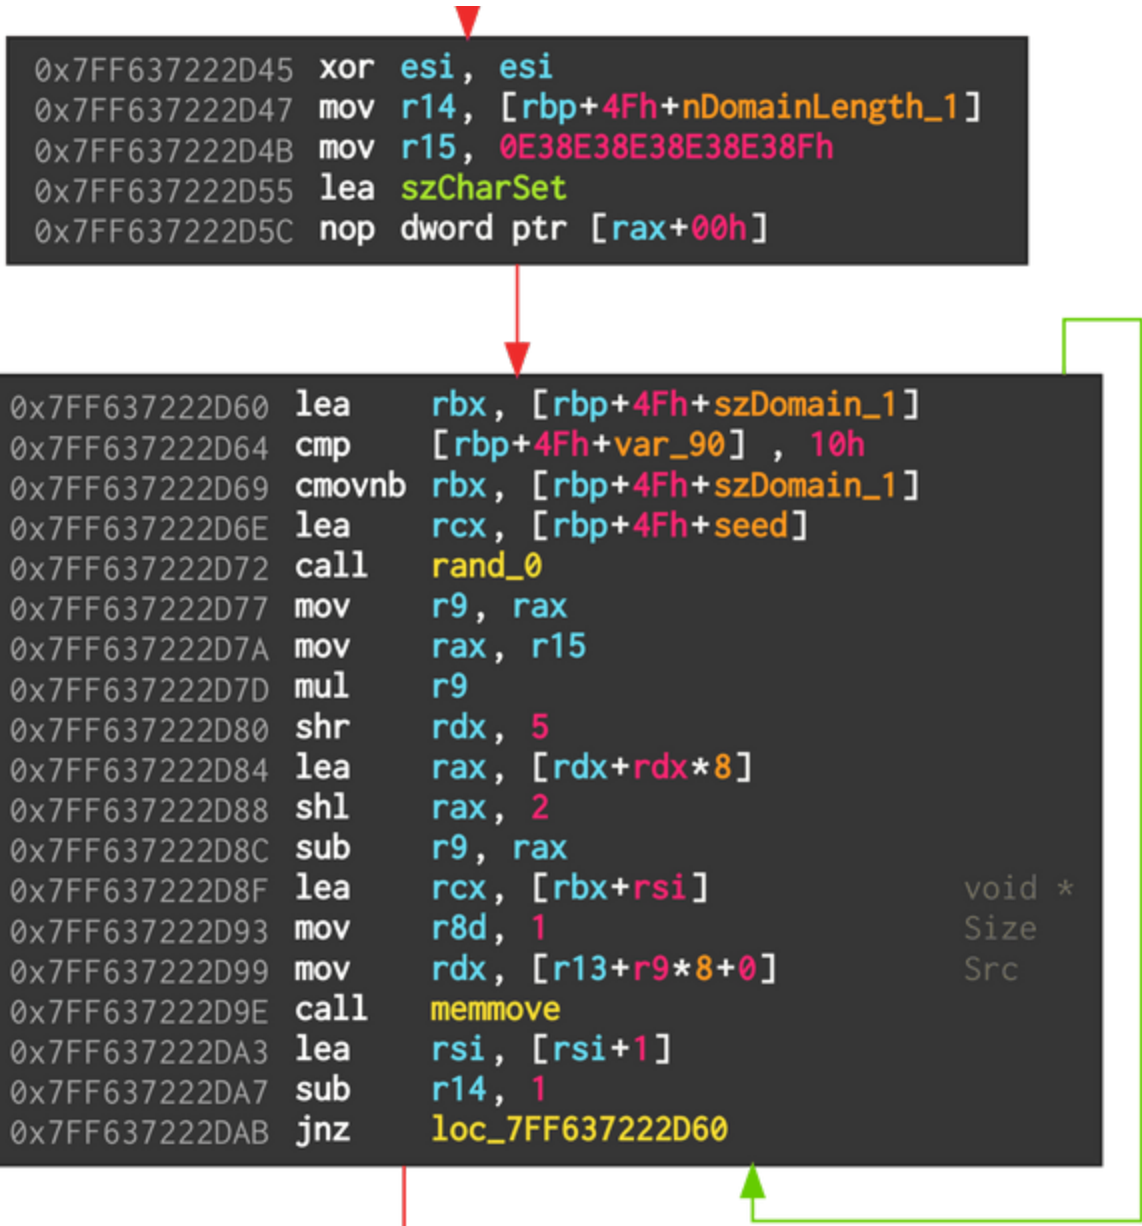 0x7FF637222D45 xor esi, esi
0x7FF637222D47 mov r14, [rbp+4Fh+nDomainLength_1]
0x7FF637222D4B mov r15, 0E38E38E38E38E38Fh
0x7FF637222D55 lea szCharSet
0x7FF637222D5C nop dword ptr [rax+00h]
0x7FF637222D60 lea rbx, [rbp+4Fh+szDomain_1]
0x7FF637222D64 cmp [rbp+4Fh+var_90] , 10h
0x7FF637222D69 cmovnb rbx, [rbp+4Fh+szDomain_1]
0x7FF637222D6E lea rcx, [rbp+4Fh+seed]
0x7FF637222D72 call rand_0
0x7FF637222D77 mov r9, rax
0x7FF637222D7A mov rax, r15
0x7FF637222D7D mul r9
0x7FF637222D80 shr rdx, 5
0x7FF637222D84 lea rax, [rdx+rdx*8]
0x7FF637222D88 shl rax, 2
0x7FF637222D8C sub r9, rax
0x7FF637222D8F lea rcx, [rbx+rsi] void *
0x7FF637222D93 mov r8d, 1 Size
0x7FF637222D99 mov rdx, [r13+r9*8+0] Src
0x7FF637222D9E call memmove
0x7FF637222DA3 lea rsi, [rsi+1]
0x7FF637222DA7 sub r14, 1
0x7FF637222DAB jnz loc_7FF637222D60